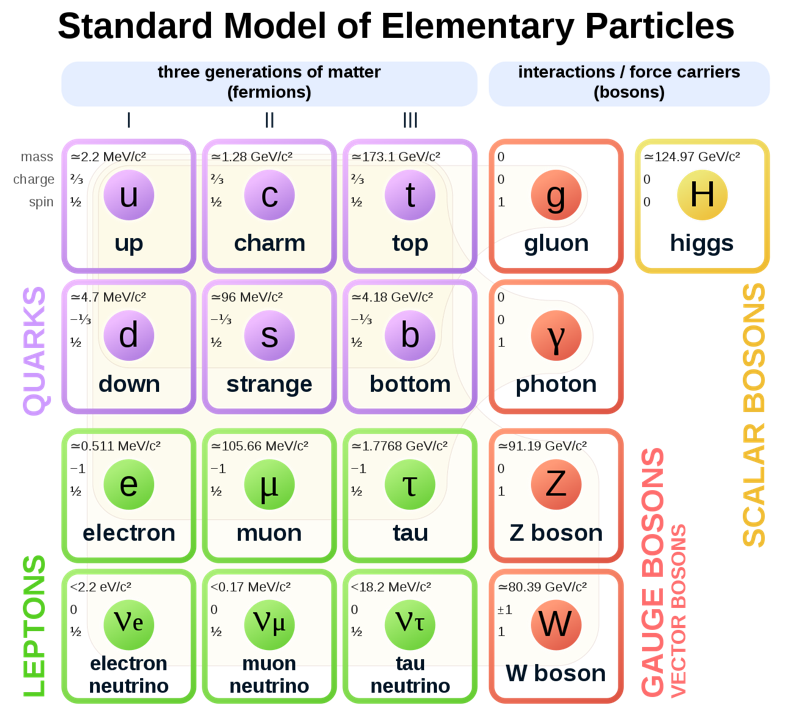 Standard Model of Elementary Particles
three generations of matter
(fermions)
interactions / force carriers
(bosons)
I
II
III
mass
charge
spin
≃2.2 MeV/c²
⅔
½
u
up
≃1.28 GeV/c²
⅔
½
c
charm
≃173.1 GeV/c²
⅔
½
t
top
0
0
1
g
gluon
≃124.97 GeV/c²
0
0
H
higgs
QUARKS
≃4.7 MeV/c²
−⅓
½
d
down
≃96 MeV/c²
−⅓
½
s
strange
≃4.18 GeV/c²
−⅓
½
b
bottom
0
0
1
γ
photon
SCALAR BOSONS
LEPTONS
≃0.511 MeV/c²
−1
½
e
electron
≃105.66 MeV/c²
−1
½
μ
muon
≃1.7768 GeV/c²
−1
½
τ
tau
≃91.19 GeV/c²
0
1
Z
Z boson
GAUGE BOSONS
VECTOR BOSONS
<2.2 eV/c²
0
½
νe
electron
neutrino
<0.17 MeV/c²
0
½
νμ
muon
neutrino
<18.2 MeV/c²
0
½
ντ
tau
neutrino
≃80.39 GeV/c²
±1
1
W
W boson